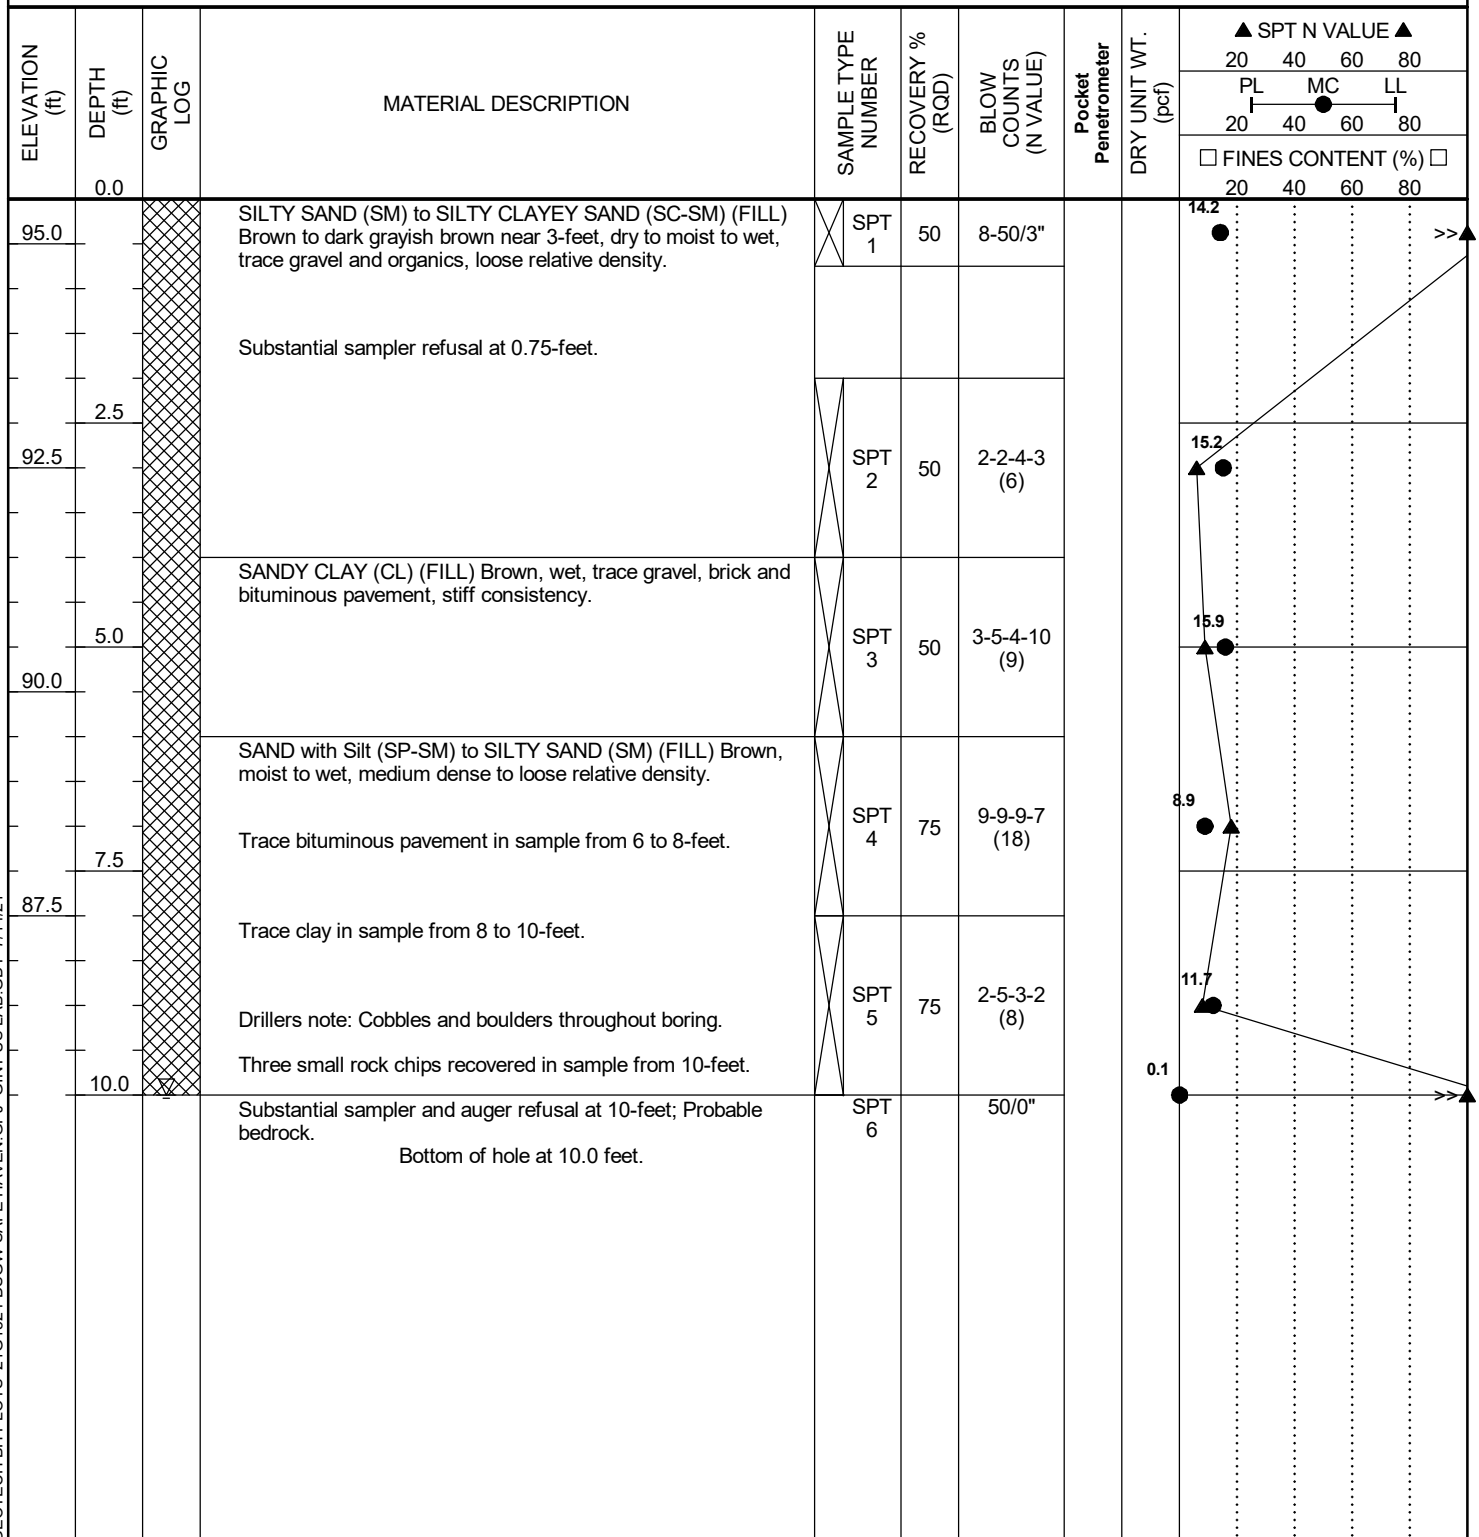 ELEVATION
(ft)
DEPTH
(ft)
0.0
GRAPHIC
LOG
MATERIAL DESCRIPTION
SAMPLE TYPE
NUMBER
RECOVERY %
(RQD)
BLOW
COUNTS
(N VALUE)
Pocket
Penetrometer
DRY UNIT WT.
(pcf)
▲ SPT N VALUE ▲
20 40 60 80
PL MC LL
20 40 60 80
□ FINES CONTENT (%) □
20 40 60 80
SILTY SAND (SM) to SILTY CLAYEY SAND (SC-SM) (FILL)
Brown to dark grayish brown near 3-feet, dry to moist to wet,
trace gravel and organics, loose relative density.
95.0
SPT
1
50
8-50/3"
14.2
>>
Substantial sampler refusal at 0.75-feet.
2.5
92.5
SPT
2
50
2-2-4-3
(6)
15.2
SANDY CLAY (CL) (FILL) Brown, wet, trace gravel, brick and
bituminous pavement, stiff consistency.
5.0
SPT
3
50
3-5-4-10
(9)
15.9
90.0
SAND with Silt (SP-SM) to SILTY SAND (SM) (FILL) Brown,
moist to wet, medium dense to loose relative density.
SPT
4
75
9-9-9-7
(18)
8.9
Trace bituminous pavement in sample from 6 to 8-feet.
7.5
87.5
Trace clay in sample from 8 to 10-feet.
SPT
5
75
2-5-3-2
(8)
11.7
Drillers note: Cobbles and boulders throughout boring.
Three small rock chips recovered in sample from 10-feet.
10.0
0.1
Substantial sampler and auger refusal at 10-feet; Probable
bedrock.
SPT
6
50/0"
>>
Bottom of hole at 10.0 feet.